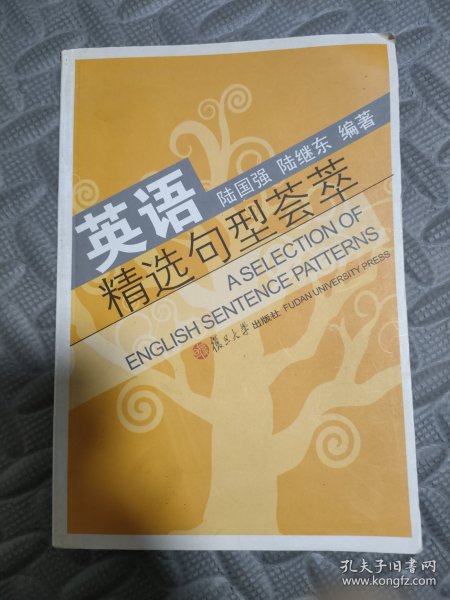 英语
陆国强 陆继东 编著
精选句型荟萃
A SELECTION OF
ENGLISH SENTENCE PATTERNS
复旦大学 出版社 FUDAN UNIVERSITY PRESS
孔夫子旧书网
www.kongfz.com